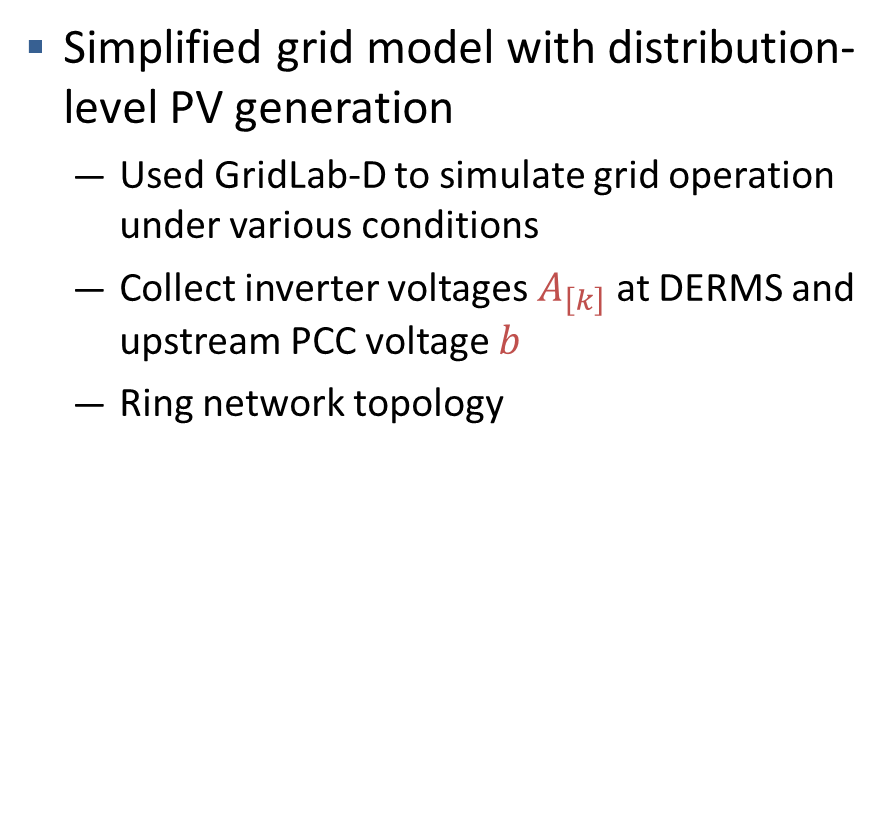 ▪ Simplified grid model with distribution-
level PV generation
— Used GridLab-D to simulate grid operation
under various conditions
— Collect inverter voltages A[k] at DERMS and
upstream PCC voltage b
— Ring network topology